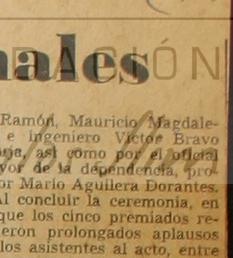 nales
RACIÓN
Ramón, Mauricio Magdale-
e ingeniero Víctor Bravo
así como por el oficial
yor de la dependencia, pro-
or Mario Aguilera Dorantes.
Al concluir la ceremonia, en
que los cinco premiados re-
eron prolongados aplausos
los asistentes al acto, entre